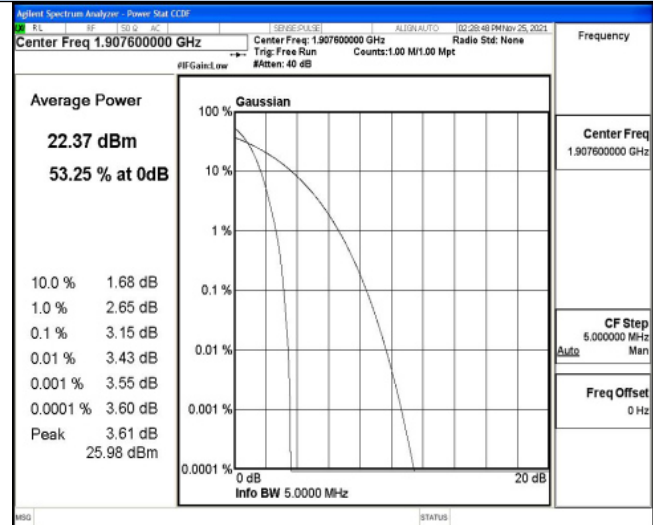 Agilent Spectrum Analyzer - Power Stat CCDF
RL RF 50 Ω AC SENSE:PULSE ALIGN AUTO 02:28:48 PM Nov 25, 2021
Center Freq 1.907600000 GHz
Center Freq: 1.907600000 GHz Radio Std: None
Trig: Free Run Counts:1.00 M/1.00 Mpt
#IFGain:Low #Atten: 40 dB
Frequency
Average Power
22.37 dBm
53.25 % at 0dB
10.0 % 1.68 dB
1.0 % 2.65 dB
0.1 % 3.15 dB
0.01 % 3.43 dB
0.001 % 3.55 dB
0.0001 % 3.60 dB
Peak 3.61 dB
25.98 dBm
Gaussian
100 %
10 %
1 %
0.1 %
0.01 %
0.001 %
0.0001 %
0 dB 20 dB
Info BW 5.0000 MHz
Center Freq
1.907600000 GHz
CF Step
5.000000 MHz
Auto Man
Freq Offset
0 Hz
MSG STATUS